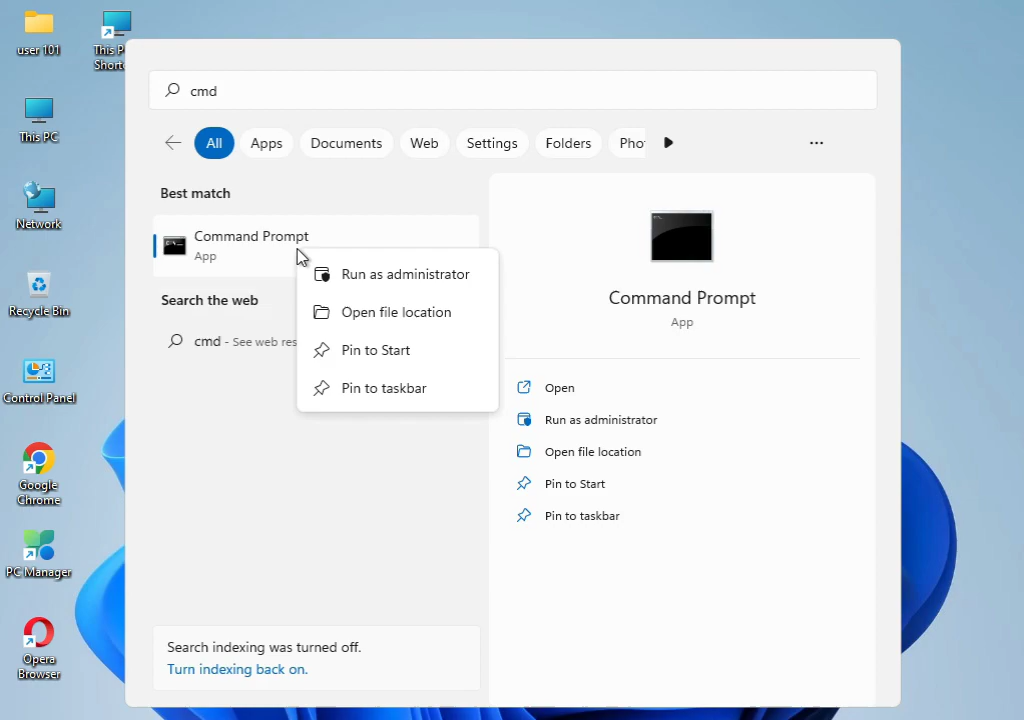 user 101
This P
Shortc
This PC
Network
Recycle Bin
Control Panel
Google
Chrome
PC Manager
Opera
Browser
cmd
All
Apps
Documents
Web
Settings
Folders
Pho
Best match
Command Prompt
App
Search the web
cmd - See web res
Run as administrator
Open file location
Pin to Start
Pin to taskbar
Command Prompt
App
Open
Run as administrator
Open file location
Pin to Start
Pin to taskbar
Search indexing was turned off.
Turn indexing back on.